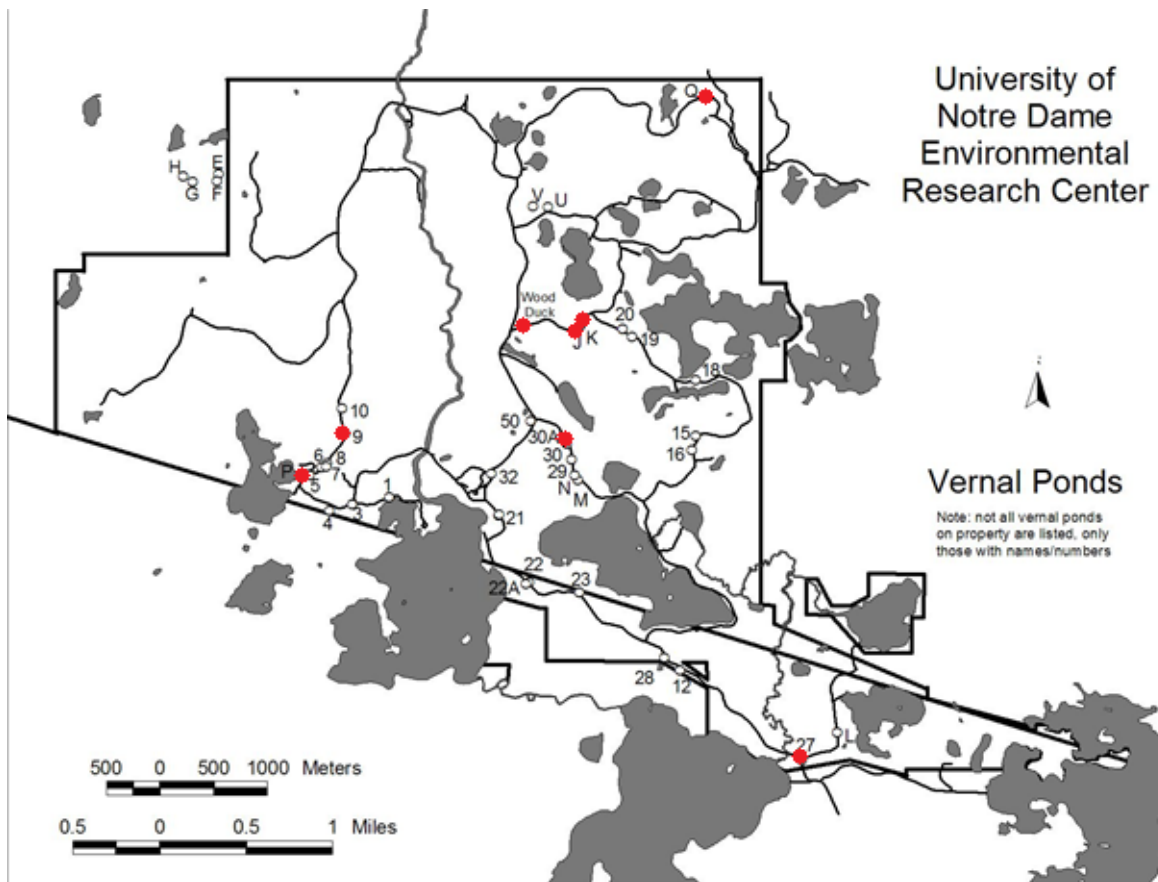 University of
Notre Dame
Environmental
Research Center
Q
H
E
G
F
V
U
Wood
Duck
J
K
20
19
18
10
9
50
30A
30
29
N
M
15
16
6
8
7
P
5
32
1
3
4
21
22
22A
23
28
12
27
L
Vernal Ponds
Note: not all vernal ponds
on property are listed, only
those with names/numbers
500 0 500 1000 Meters
0.5 0 0.5 1 Miles